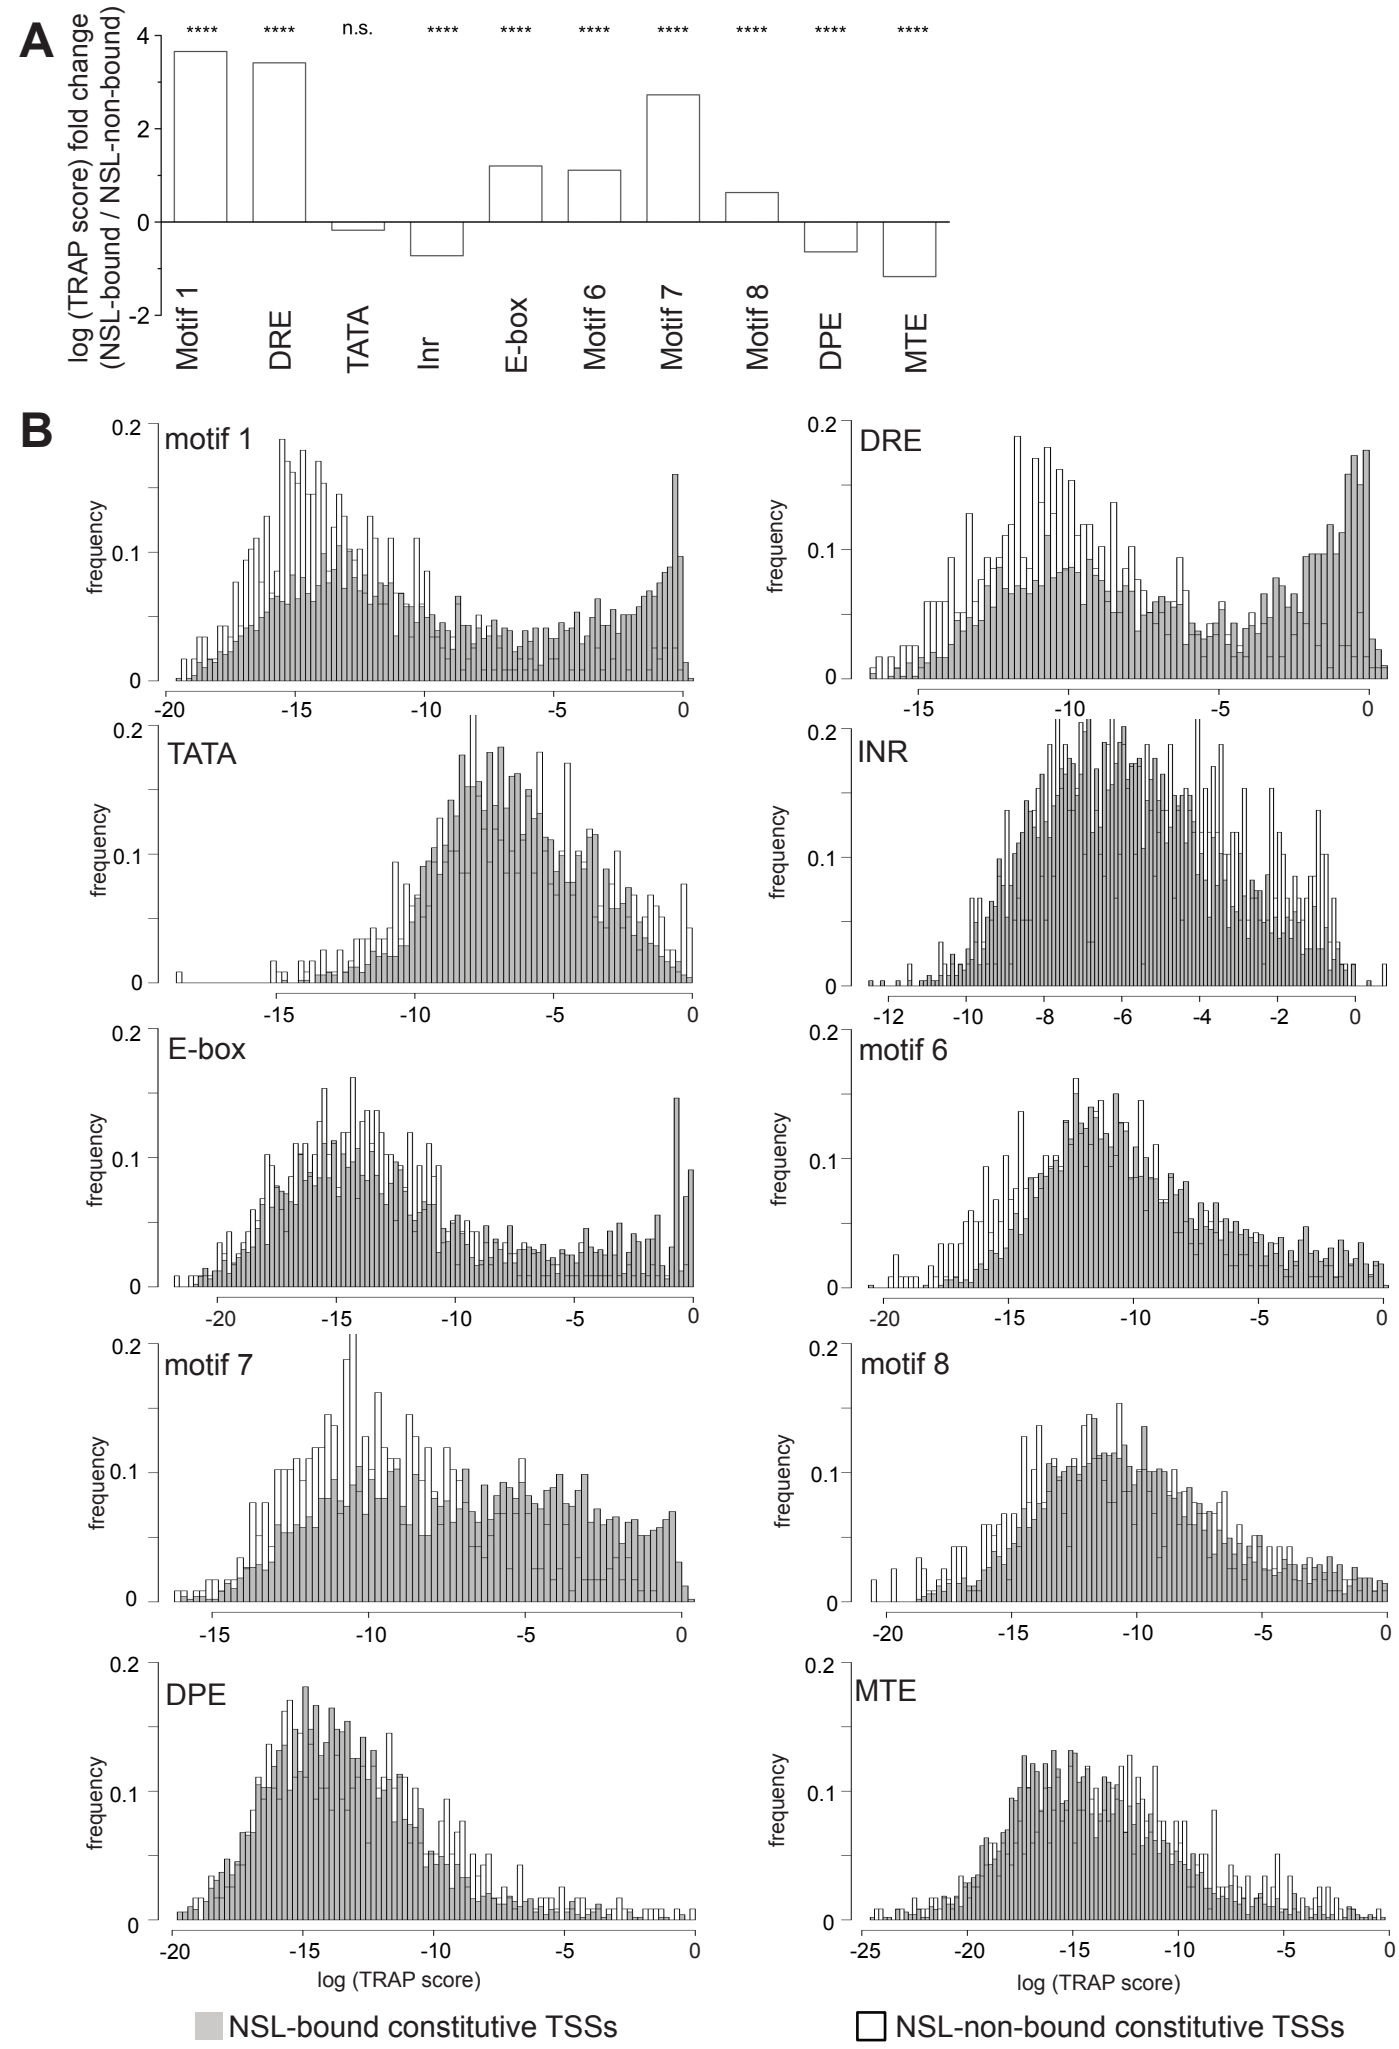 A
log (TRAP score) fold change
(NSL-bound / NSL-non-bound)
4
2
0
-2
**** **** n.s. **** **** **** **** **** **** ****
Motif 1
DRE
TATA
Inr
E-box
Motif 6
Motif 7
Motif 8
DPE
MTE
B
motif 1
frequency
0.2
0.1
0
-20 -15 -10 -5 0
DRE
frequency
0.2
0.1
0
-15 -10 -5 0
TATA
frequency
0.2
0.1
0
-15 -10 -5 0
INR
frequency
0.2
0.1
0
-12 -10 -8 -6 -4 -2 0
E-box
frequency
0.2
0.1
0
-20 -15 -10 -5 0
motif 6
frequency
0.2
0.1
0
-20 -15 -10 -5 0
motif 7
frequency
0.2
0.1
0
-15 -10 -5 0
motif 8
frequency
0.2
0.1
0
-20 -15 -10 -5 0
DPE
frequency
0.2
0.1
0
-20 -15 -10 -5 0
log (TRAP score)
MTE
frequency
0.2
0.1
0
-25 -20 -15 -10 -5 0
log (TRAP score)
NSL-bound constitutive TSSs
NSL-non-bound constitutive TSSs